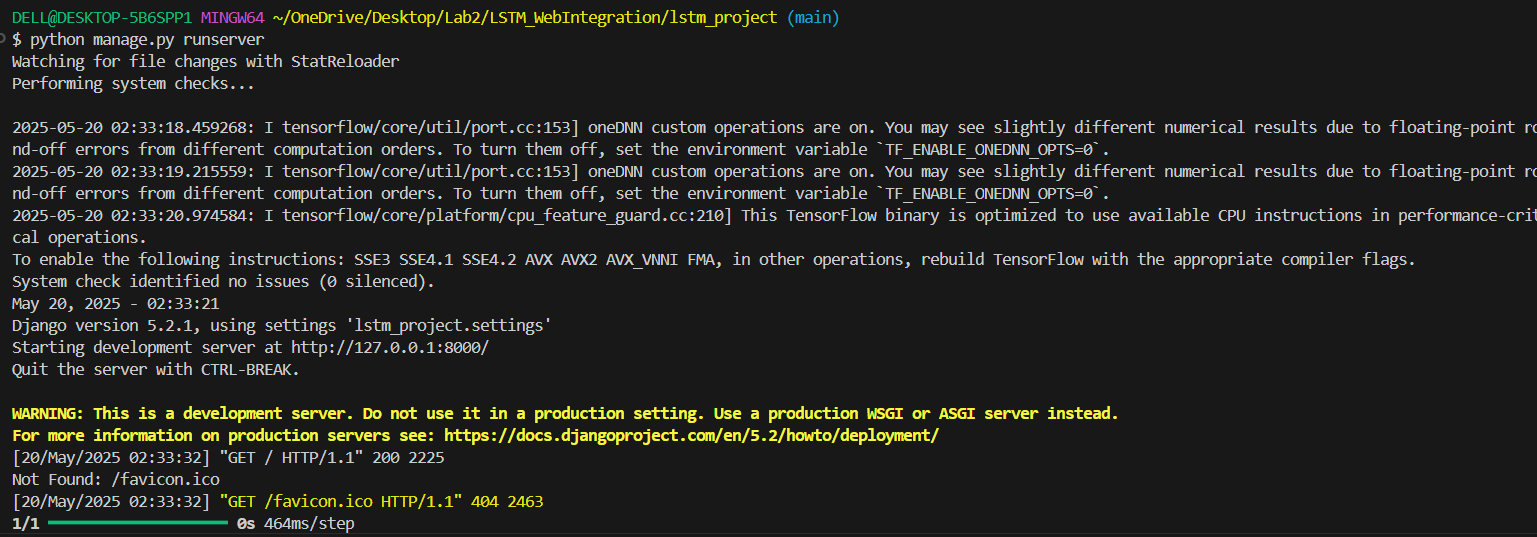 DELL@DESKTOP-5B6SPP1 MINGW64 ~/OneDrive/Desktop/Lab2/LSTM_WebIntegration/lstm_project (main)
$ python manage.py runserver
Watching for file changes with StatReloader
Performing system checks...
2025-05-20 02:33:18.459268: I tensorflow/core/util/port.cc:153] oneDNN custom operations are on. You may see slightly different numerical results due to floating-point ro
nd-off errors from different computation orders. To turn them off, set the environment variable `TF_ENABLE_ONEDNN_OPTS=0`.
2025-05-20 02:33:19.215559: I tensorflow/core/util/port.cc:153] oneDNN custom operations are on. You may see slightly different numerical results due to floating-point ro
nd-off errors from different computation orders. To turn them off, set the environment variable `TF_ENABLE_ONEDNN_OPTS=0`.
2025-05-20 02:33:20.974584: I tensorflow/core/platform/cpu_feature_guard.cc:210] This TensorFlow binary is optimized to use available CPU instructions in performance-crit
cal operations.
To enable the following instructions: SSE3 SSE4.1 SSE4.2 AVX AVX2 AVX_VNNI FMA, in other operations, rebuild TensorFlow with the appropriate compiler flags.
System check identified no issues (0 silenced).
May 20, 2025 - 02:33:21
Django version 5.2.1, using settings 'lstm_project.settings'
Starting development server at http://127.0.0.1:8000/
Quit the server with CTRL-BREAK.
WARNING: This is a development server. Do not use it in a production setting. Use a production WSGI or ASGI server instead.
For more information on production servers see: https://docs.djangoproject.com/en/5.2/howto/deployment/
[20/May/2025 02:33:32] "GET / HTTP/1.1" 200 2225
Not Found: /favicon.ico
[20/May/2025 02:33:32] "GET /favicon.ico HTTP/1.1" 404 2463
1/1 0s 464ms/step